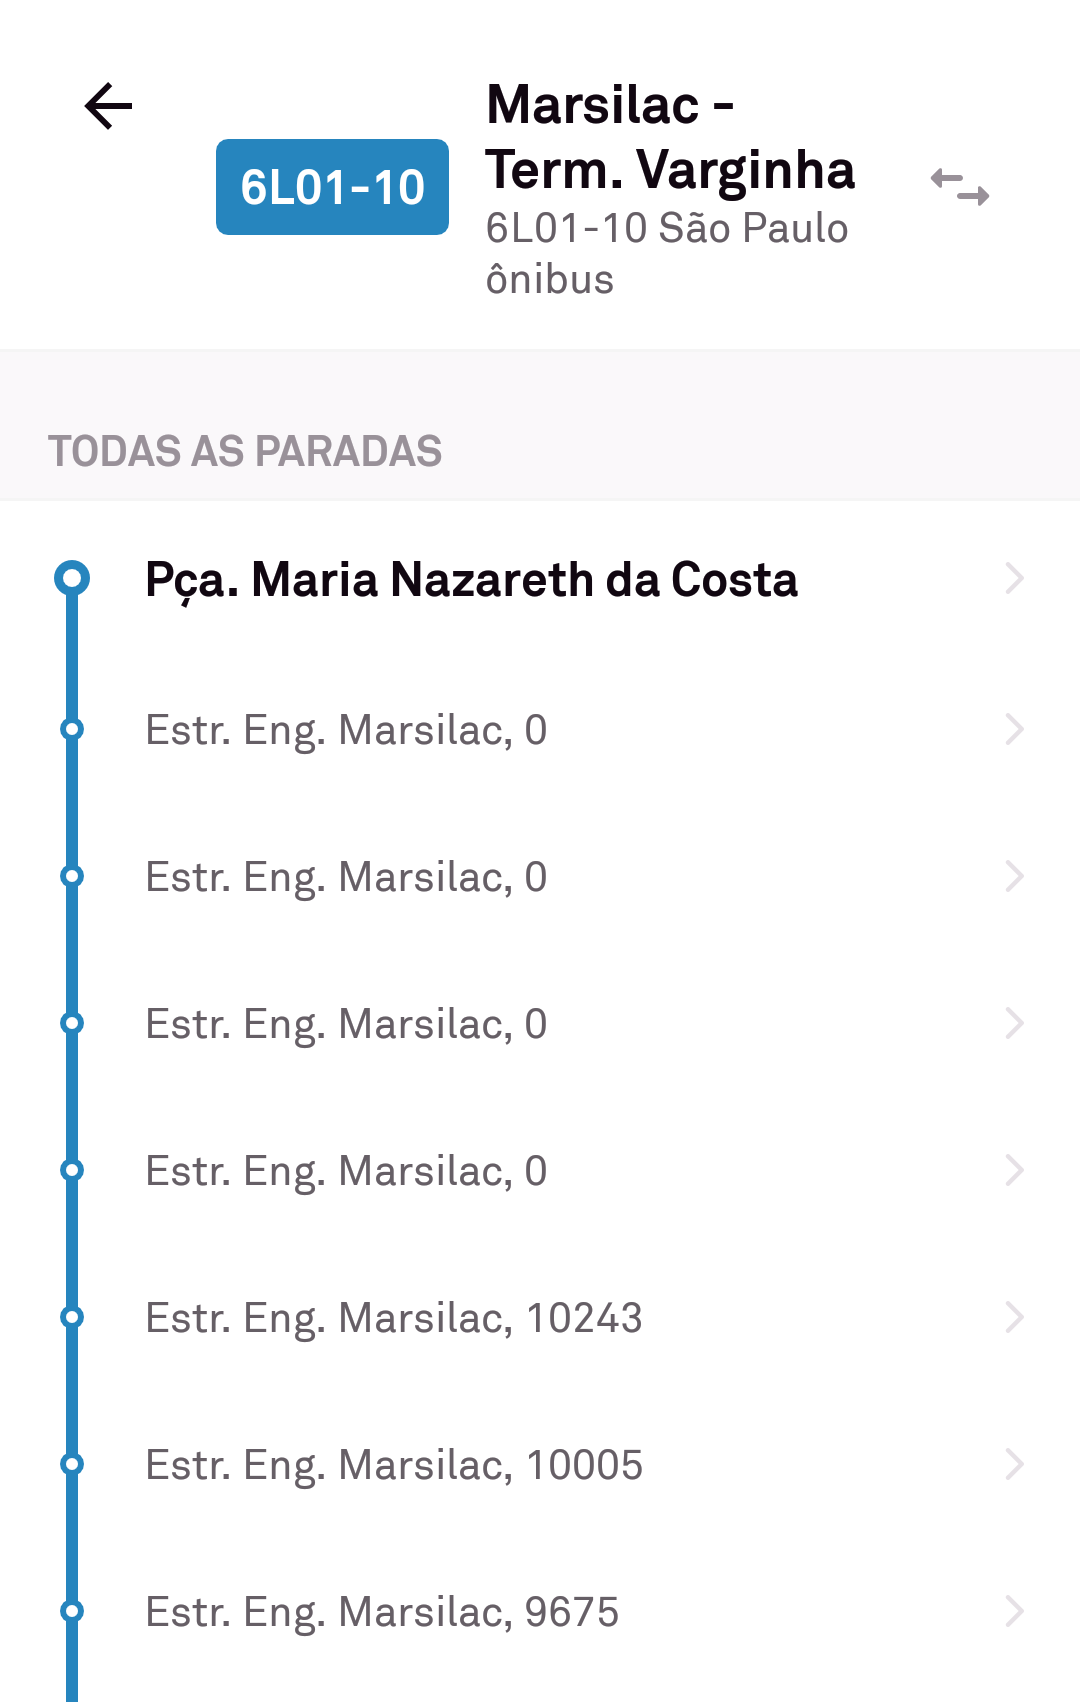 Marsilac -
Term. Varginha
6L01-10
6L01-10 São Paulo
ônibus
TODAS AS PARADAS
Pça. Maria Nazareth da Costa
Estr. Eng. Marsilac, 0
Estr. Eng. Marsilac, 0
Estr. Eng. Marsilac, 0
Estr. Eng. Marsilac, 0
Estr. Eng. Marsilac, 10243
Estr. Eng. Marsilac, 10005
Estr. Eng. Marsilac, 9675